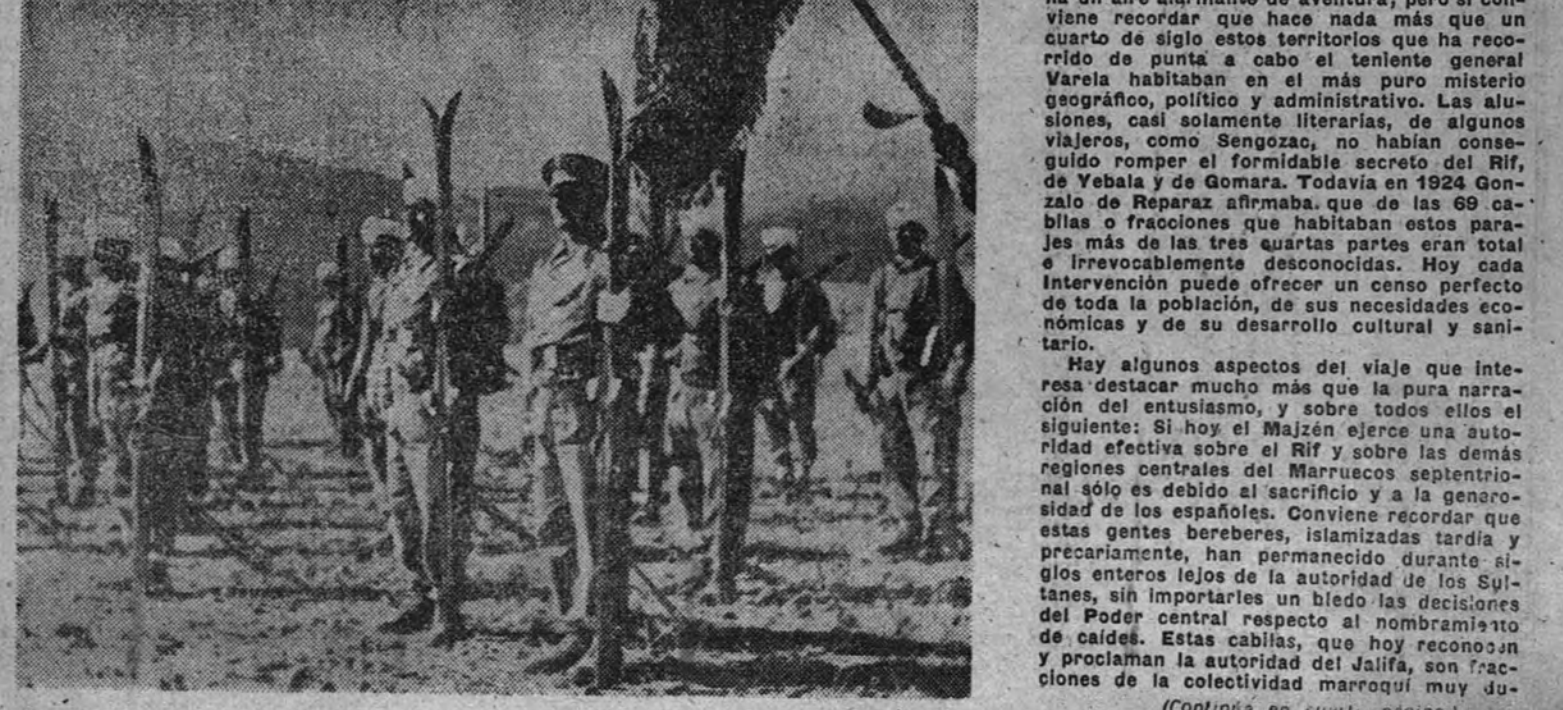 ha un aire alarmante de aventura, pero sí con-
viene recordar que hace nada más que un
cuarto de siglo estos territorios que ha reco-
rrido de punta a cabo el teniente general
Varela habitaban en el más puro misterio
geográfico, político y administrativo. Las alu-
siones, casi solamente literarias, de algunos
viajeros, como Sengozac, no habían conse-
guido romper el formidable secreto del Rif,
de Yebala y de Gomara. Todavía en 1924 Gon-
zalo de Reparaz afirmaba que de las 69 ca-
bilas o fracciones que habitaban estos para-
jes más de las tres cuartas partes eran total
e irrevocablemente desconocidas. Hoy cada
Intervención puede ofrecer un censo perfecto
de toda la población, de sus necesidades eco-
nómicas y de su desarrollo cultural y sani-
tario.
Hay algunos aspectos del viaje que inte-
resa destacar mucho más que la pura narra-
ción del entusiasmo, y sobre todos ellos el
siguiente: Si hoy el Majzén ejerce una auto-
ridad efectiva sobre el Rif y sobre las demás
regiones centrales del Marruecos septentrio-
nal sólo es debido al sacrificio y a la genero-
sidad de los españoles. Conviene recordar que
estas gentes bereberes, islamizadas tardía y
precariamente, han permanecido durante si-
glos enteros lejos de la autoridad de los Sul-
tanes, sin importarles un bledo las decisiones
del Poder central respecto al nombramiento
de caídes. Estas cabilas, que hoy reconocen
y proclaman la autoridad del Jalifa, son frac-
ciones de la colectividad marroquí muy du-
(Continúa en